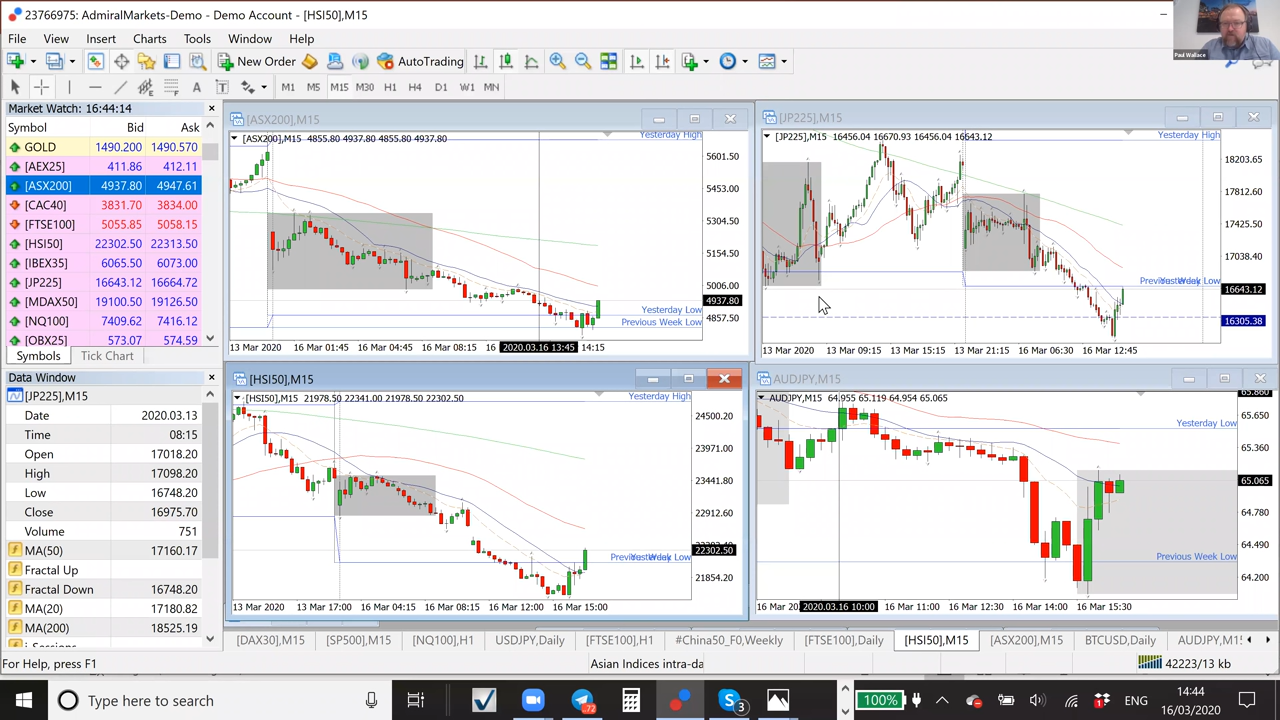 23766975: AdmiralMarkets-Demo - Demo Account - [HSI50],M15
File View Insert Charts Tools Window Help
New Order AutoTrading
A T M1 M5 M15 M30 H1 H4 D1 W1 MN
Paul Wallace
Market Watch: 16:44:14
Symbol Bid Ask
GOLD 1490.200 1490.570
[AEX25] 411.86 412.11
[ASX200] 4937.80 4947.61
[CAC40] 3831.70 3834.00
[FTSE100] 5055.85 5058.15
[HSI50] 22302.50 22313.50
[IBEX35] 6065.50 6073.00
[JP225] 16643.12 16664.72
[MDAX50] 19100.50 19126.50
[NQ100] 7409.62 7416.12
[OBX25] 573.07 574.59
Symbols Tick Chart
Data Window
[JP225],M15
Date 2020.03.13
Time 08:15
Open 17018.20
High 17098.20
Low 16748.20
Close 16975.70
Volume 751
MA(50) 17160.17
Fractal Up
Fractal Down 16748.20
MA(20) 17180.82
MA(200) 18525.19
i-Sessions
[ASX200],M15
[ASX200],M15 4855.80 4937.80 4855.80 4937.80
Yesterday High
5601.50
5453.00
5304.50
5154.50
5006.00
4937.80
4857.50
Yesterday Low
Previous Week Low
13 Mar 2020 16 Mar 01:45 16 Mar 04:15 16 Mar 06:45 16 2020.03.16 13:45 14:15
[JP225],M15
[JP225],M15 16456.04 16670.93 16456.04 16643.12
Yesterday High
18203.65
17812.60
17425.50
17038.40
16643.12
16305.38
13 Mar 2020 13 Mar 09:15 13 Mar 15:15 13 Mar 21:15 16 Mar 06:30 16 Mar 12:45
[HSI50],M15
[HSI50],M15 21978.50 22341.00 21978.50 22302.50
Yesterday High
24500.20
23971.00
23441.80
22912.60
22302.50
21854.20
13 Mar 2020 13 Mar 17:00 16 Mar 04:15 16 Mar 08:15 16 Mar 12:00 16 Mar 15:00
AUDJPY,M15
AUDJPY,M15 64.955 65.119 64.954 65.065
65.860
65.650
65.360
65.065
64.780
64.490
64.200
Yesterday Low
Previous Week Low
16 Mar 20 2020.03.16 10:00 16 Mar 11:00 16 Mar 12:30 16 Mar 14:00 16 Mar 15:30
[DAX30],M15 [SP500],M15 [NQ100],H1 USDJPY,Daily [FTSE100],H1 #China50_F0,Weekly [FTSE100],Daily [HSI50],M15 [ASX200],M15 BTCUSD,Daily AUDJPY,M15
For Help, press F1 Asian Indices intra-da 42223/13 kb
Type here to search 72 3 100% ENG 14:44
16/03/2020